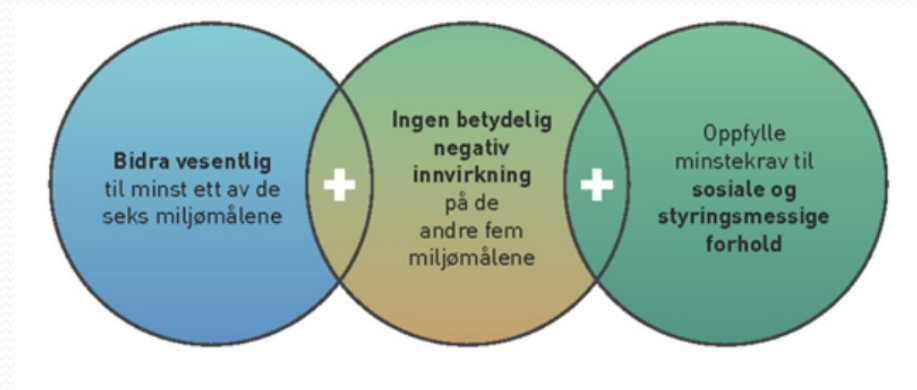 Bidra vesentlig
til minst ett av de
seks miljømålene
+
Ingen betydelig
negativ
innvirkning
på de
andre fem
miljømålene
+
Oppfylle
minstekrav til
sosiale og
styringsmessige
forhold